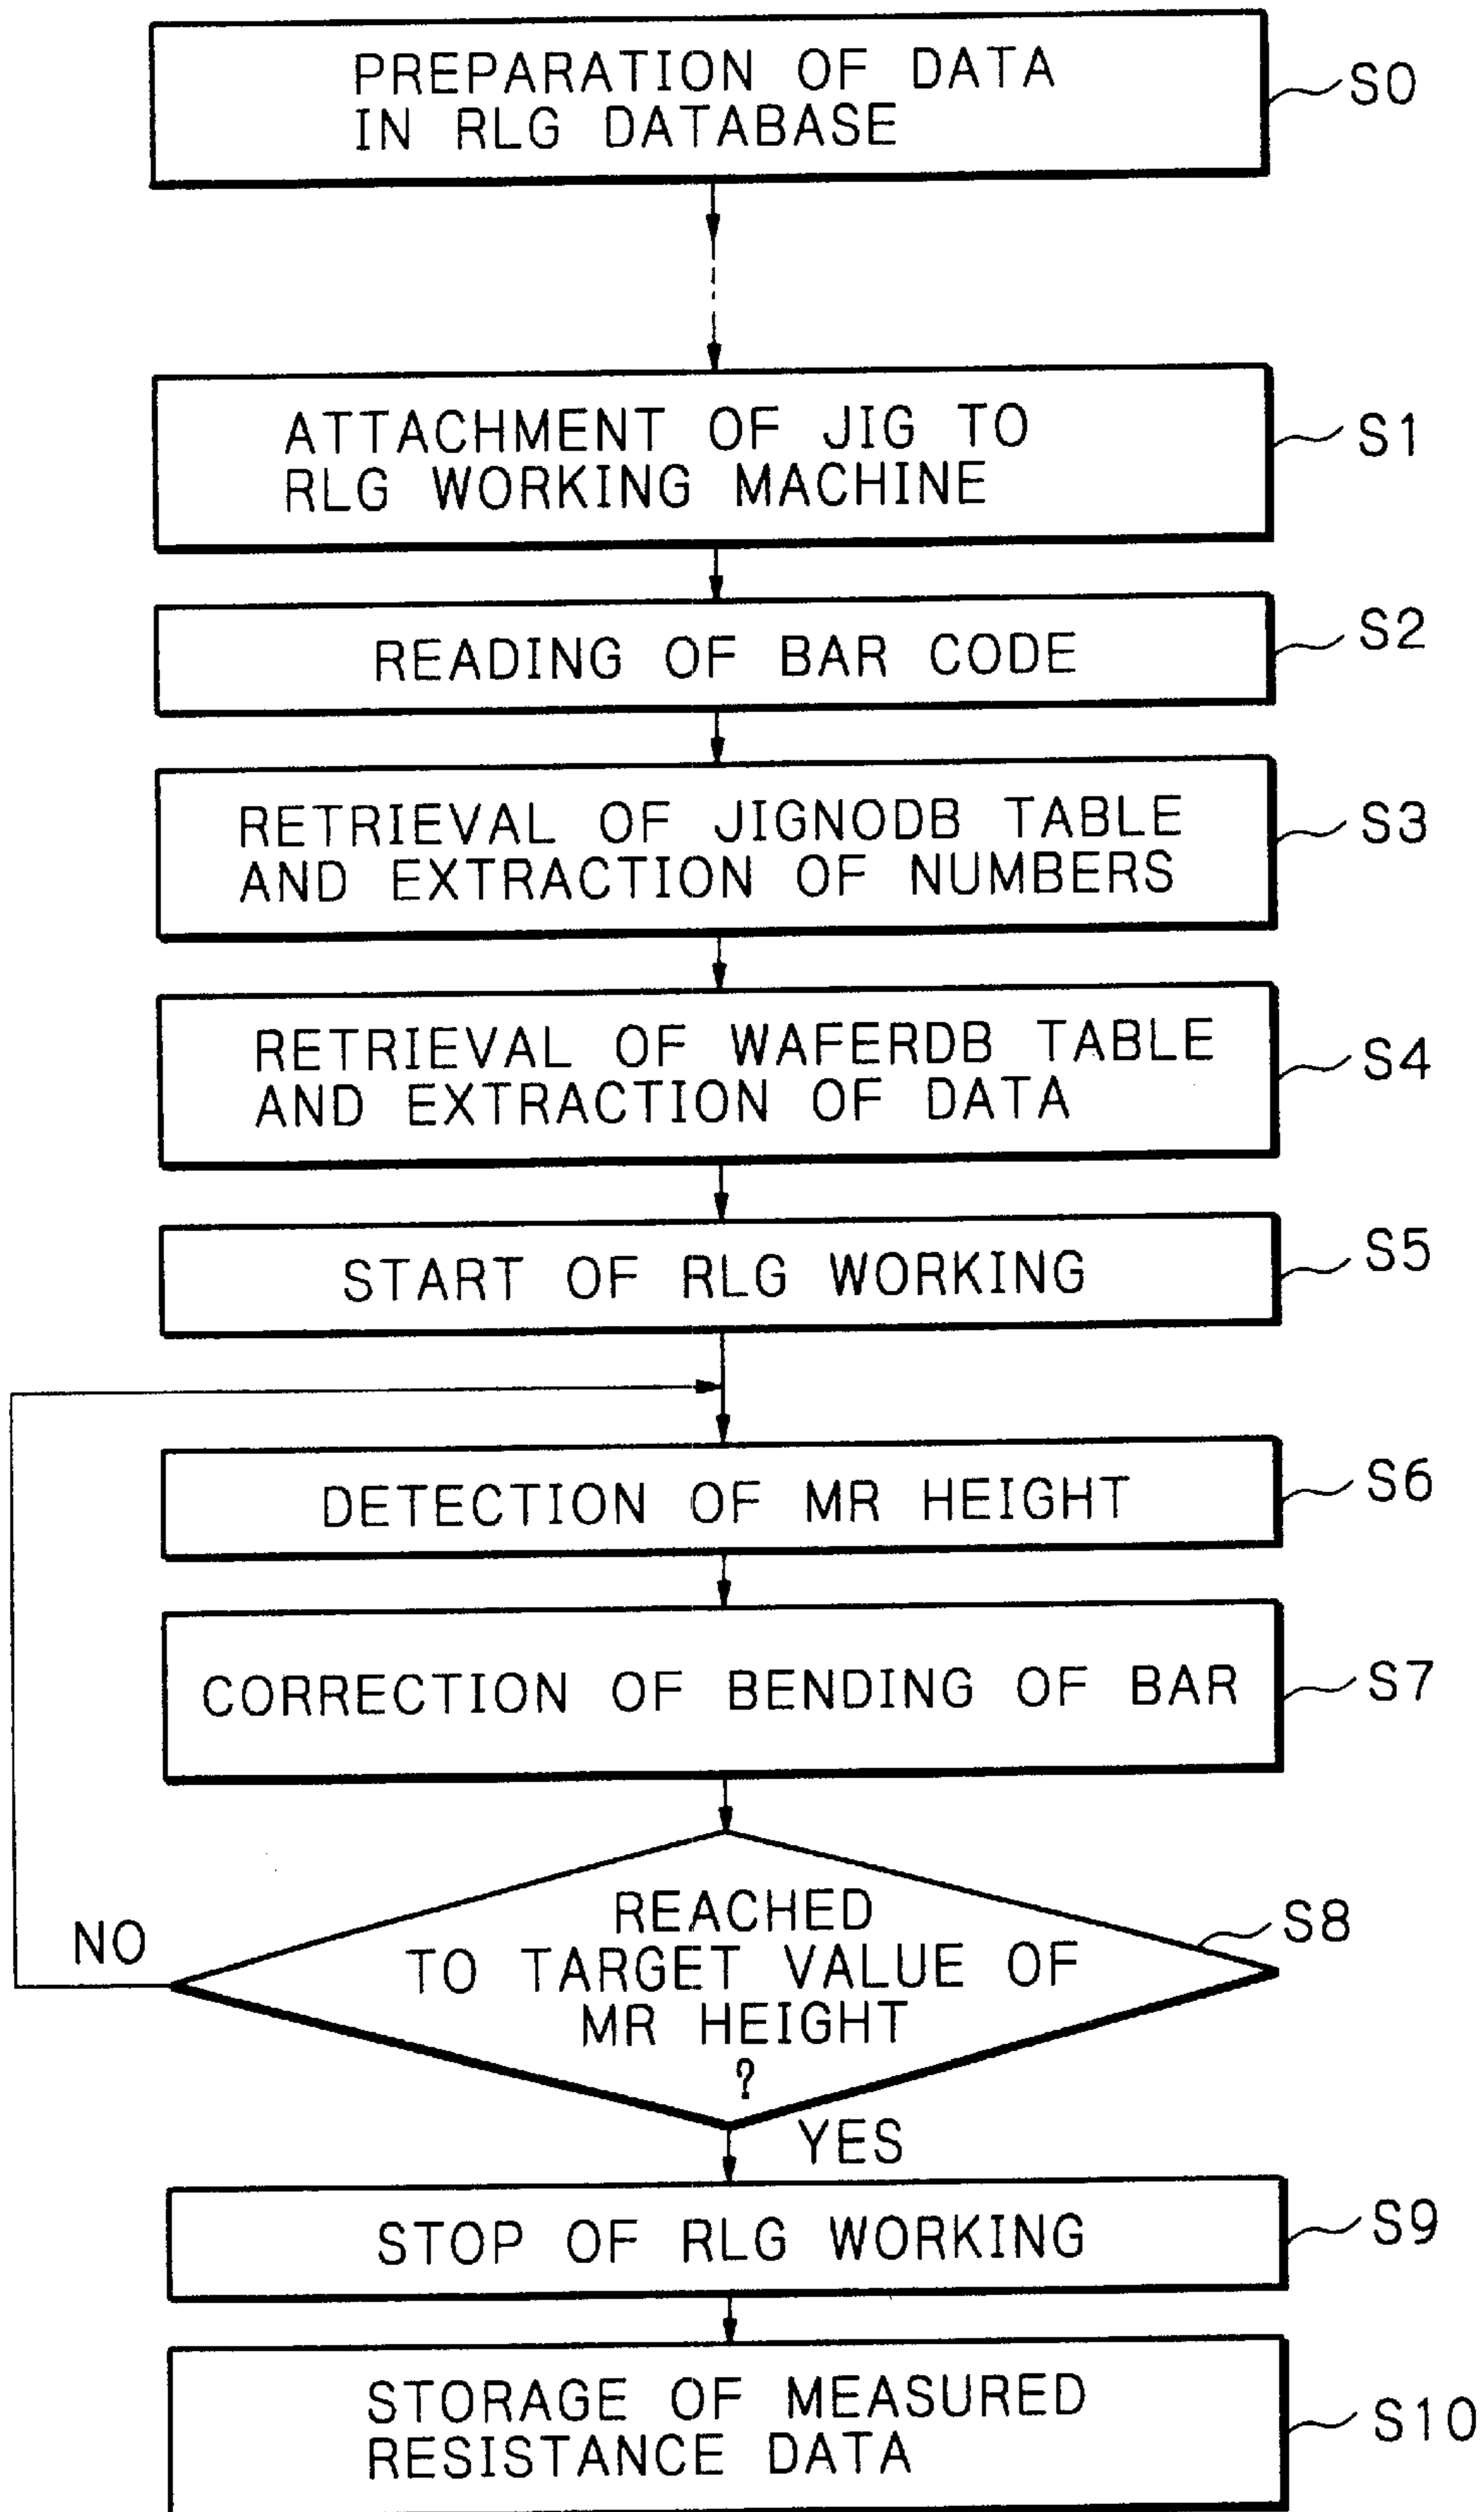 PREPARATION OF DATA
IN RLG DATABASE
S0
ATTACHMENT OF JIG TO
RLG WORKING MACHINE
S1
READING OF BAR CODE
S2
RETRIEVAL OF JIGNODB TABLE
AND EXTRACTION OF NUMBERS
S3
RETRIEVAL OF WAFERDB TABLE
AND EXTRACTION OF DATA
S4
START OF RLG WORKING
S5
DETECTION OF MR HEIGHT
S6
CORRECTION OF BENDING OF BAR
S7
REACHED
TO TARGET VALUE OF
MR HEIGHT
?
S8
NO
YES
STOP OF RLG WORKING
S9
STORAGE OF MEASURED
RESISTANCE DATA
S10